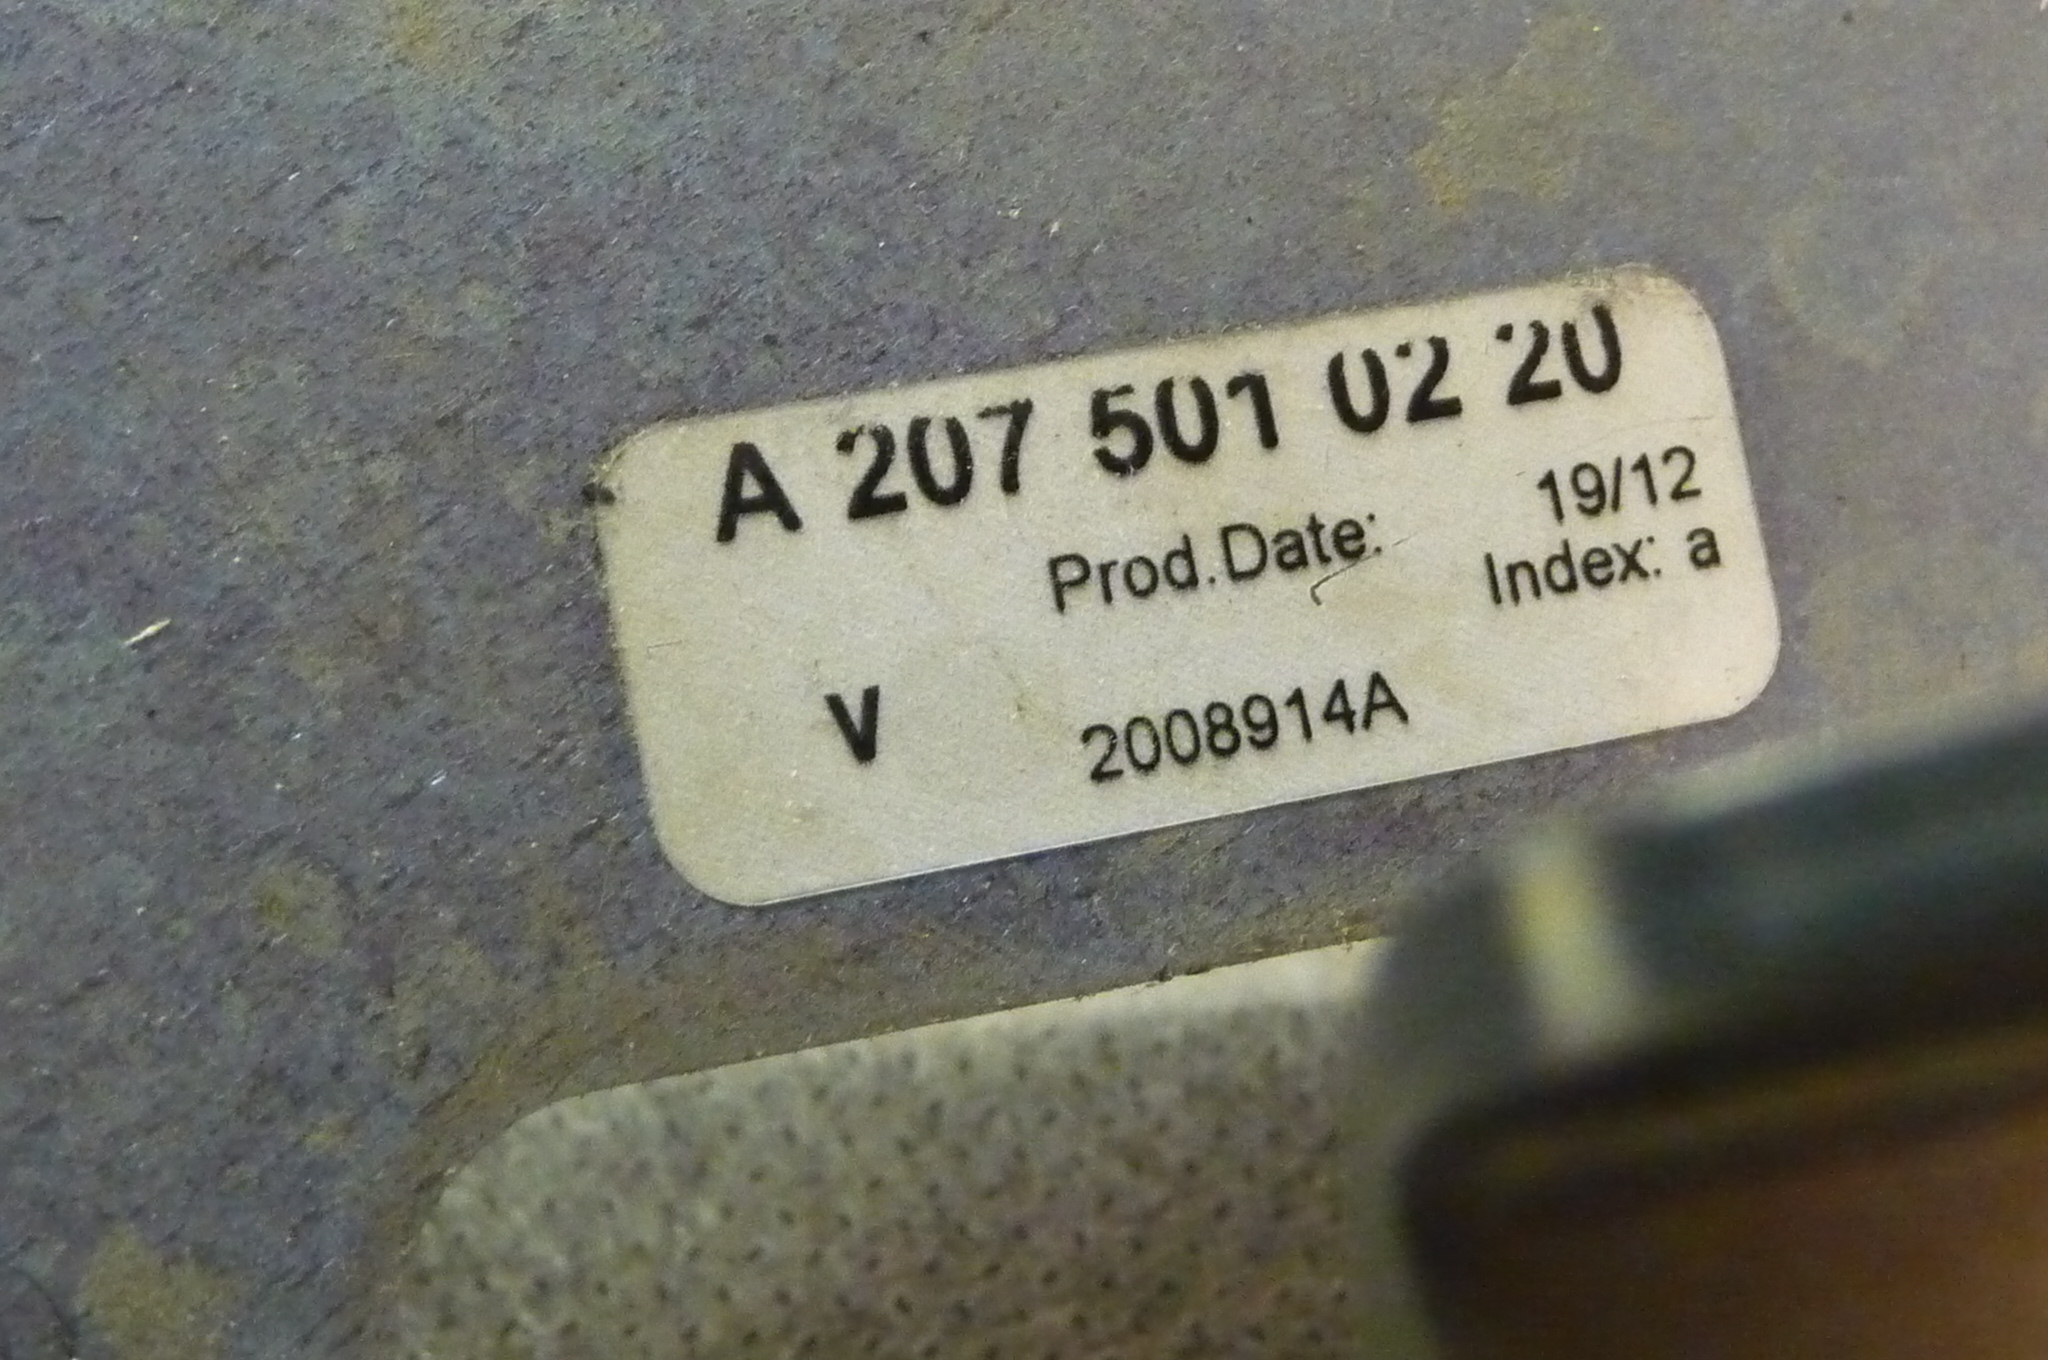 A 207 501 02 20
19/12
Prod.Date:
Index: a
V 2008914A